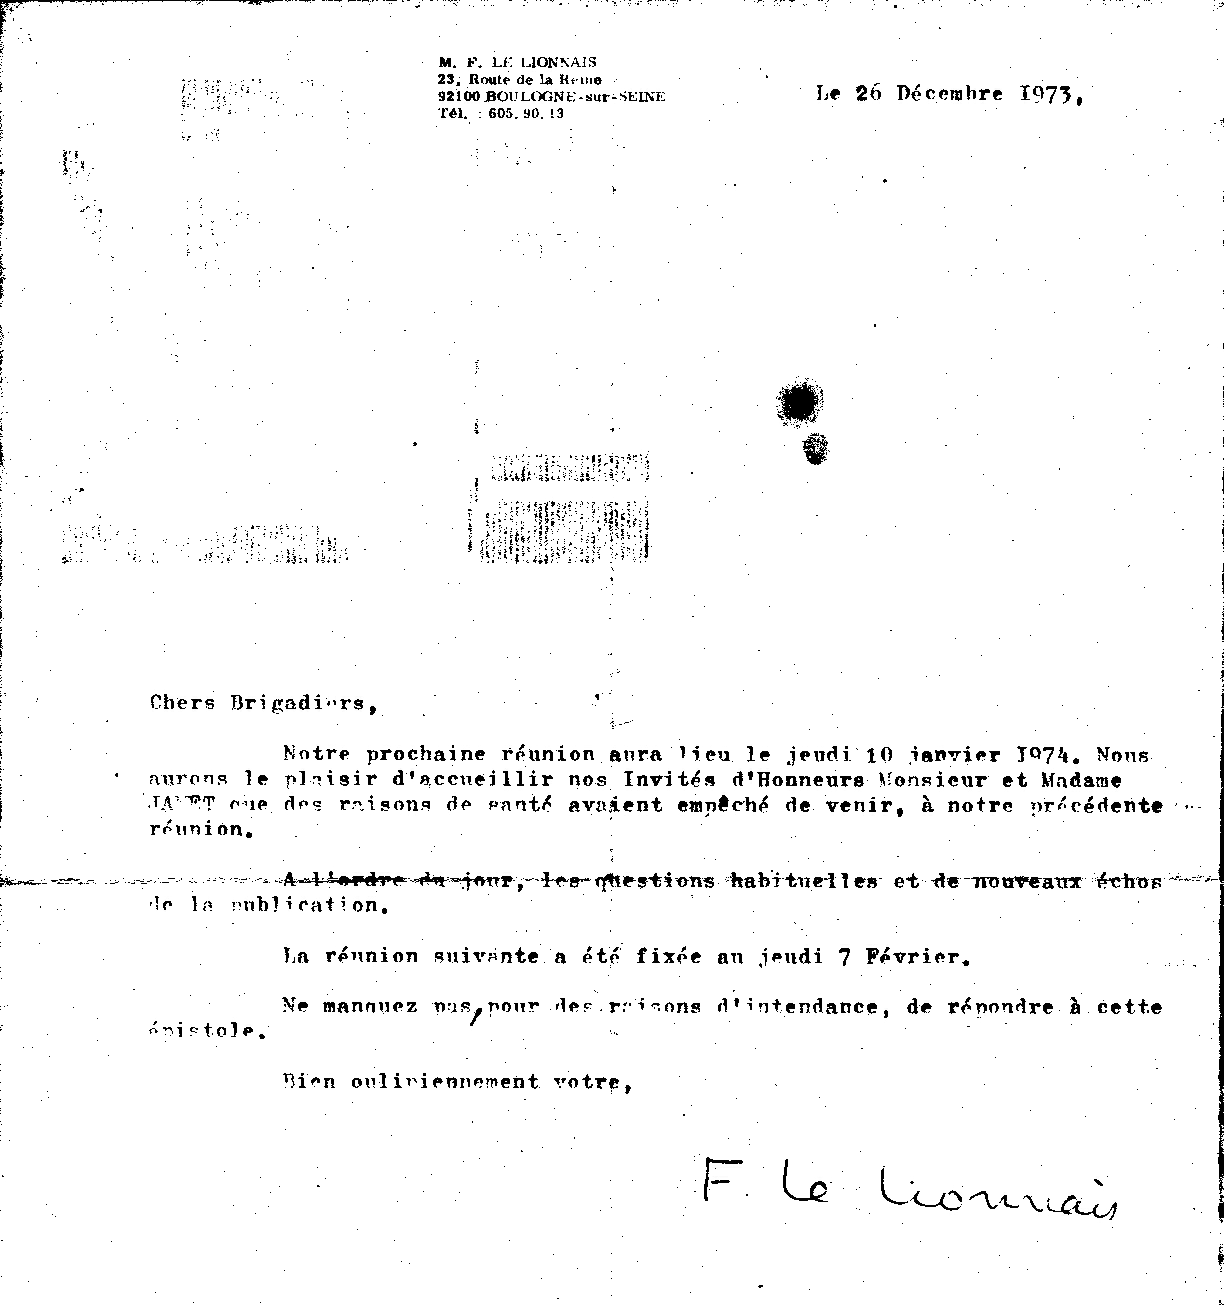 M. F. LE LIONNAIS
23, Route de la Reine
92100 BOULOGNE-sur-SEINE
Tél. : 605. 90. 13
Le 26 Décembre 1973,
Chers Brigadiers,
Notre prochaine réunion aura lieu le jeudi 10 janvier 1974. Nous
aurons le plaisir d'accueillir nos Invités d'Honneurs Monsieur et Madame
que des raisons de santé avaient empêché de venir, à notre précédente
réunion.
A l'ordre du jour, les questions habituelles et de nouveaux échos
de la publication.
La réunion suivante a été fixée au jeudi 7 Février.
Ne manquez pas, pour des raisons d'intendance, de répondre à cette
épistole.
Bien oulipiennement votre,
F. Le Lionnais